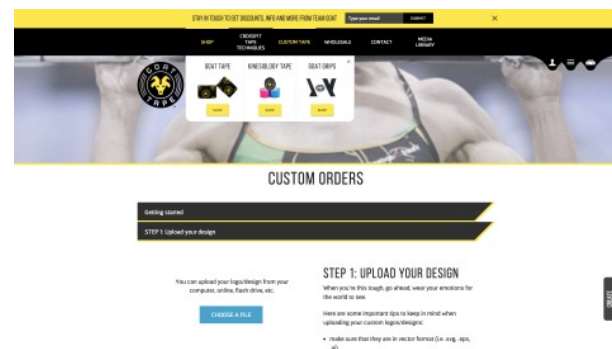 STAY IN TOUCH TO GET DISCOUNTS, INFO AND MORE FROM TEAM GOAT
Type your email
SUBMIT
SHOP
CROSSFIT TAPE TECHNIQUES
CUSTOM TAPE
WHOLESALE
CONTACT
MEDIA LIBRARY
GOAT TAPE
GOAT TAPE
KINESIOLOGY TAPE
GOAT GRIPS
CUSTOM ORDERS
Getting started
STEP 1: Upload your design
You can upload your logo/design from your
computer, online, flash drive, etc.
CHOOSE A FILE
STEP 1: UPLOAD YOUR DESIGN
When you're this tough, go ahead, wear your emotions for
the world to see.
Here are some important tips to keep in mind when
uploading your custom logos/designs:
• make sure that they are in vector format (i.e. svg, .eps,